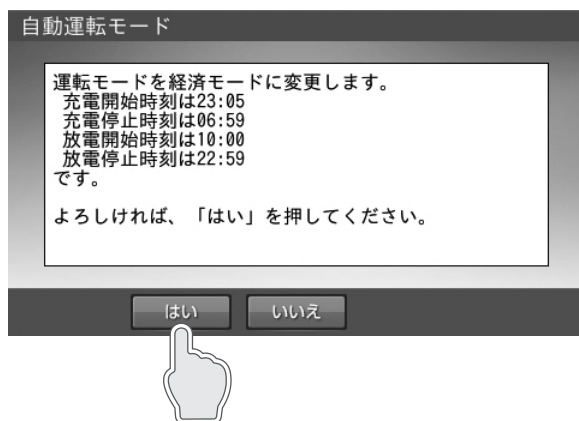 自動運転モード
運転モードを経済モードに変更します。
充電開始時刻は23:05
充電停止時刻は06:59
放電開始時刻は10:00
放電停止時刻は22:59
です。
よろしければ、「はい」を押してください。
はい
いいえ